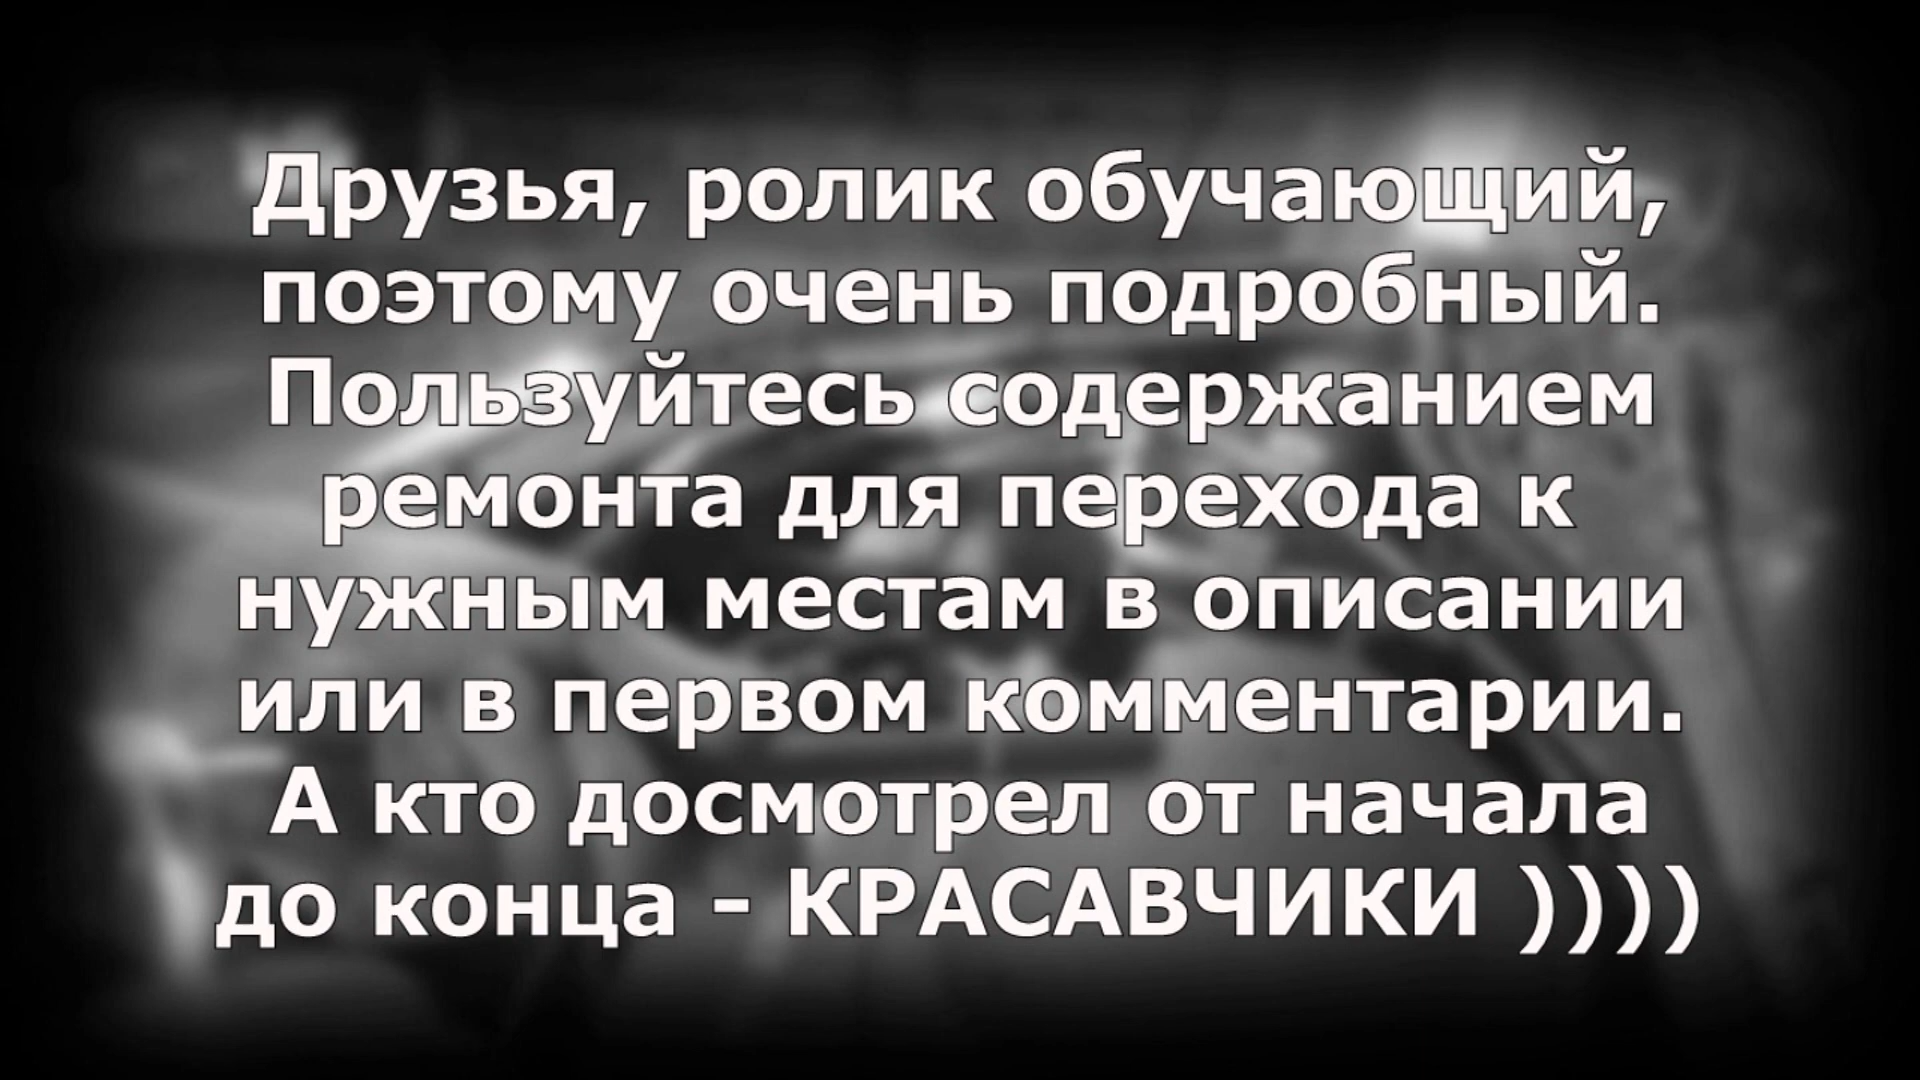 Друзья, ролик обучающий,
поэтому очень подробный.
Пользуйтесь содержанием
ремонта для перехода к
нужным местам в описании
или в первом комментарии.
А кто досмотрел от начала
до конца - КРАСАВЧИКИ ))))